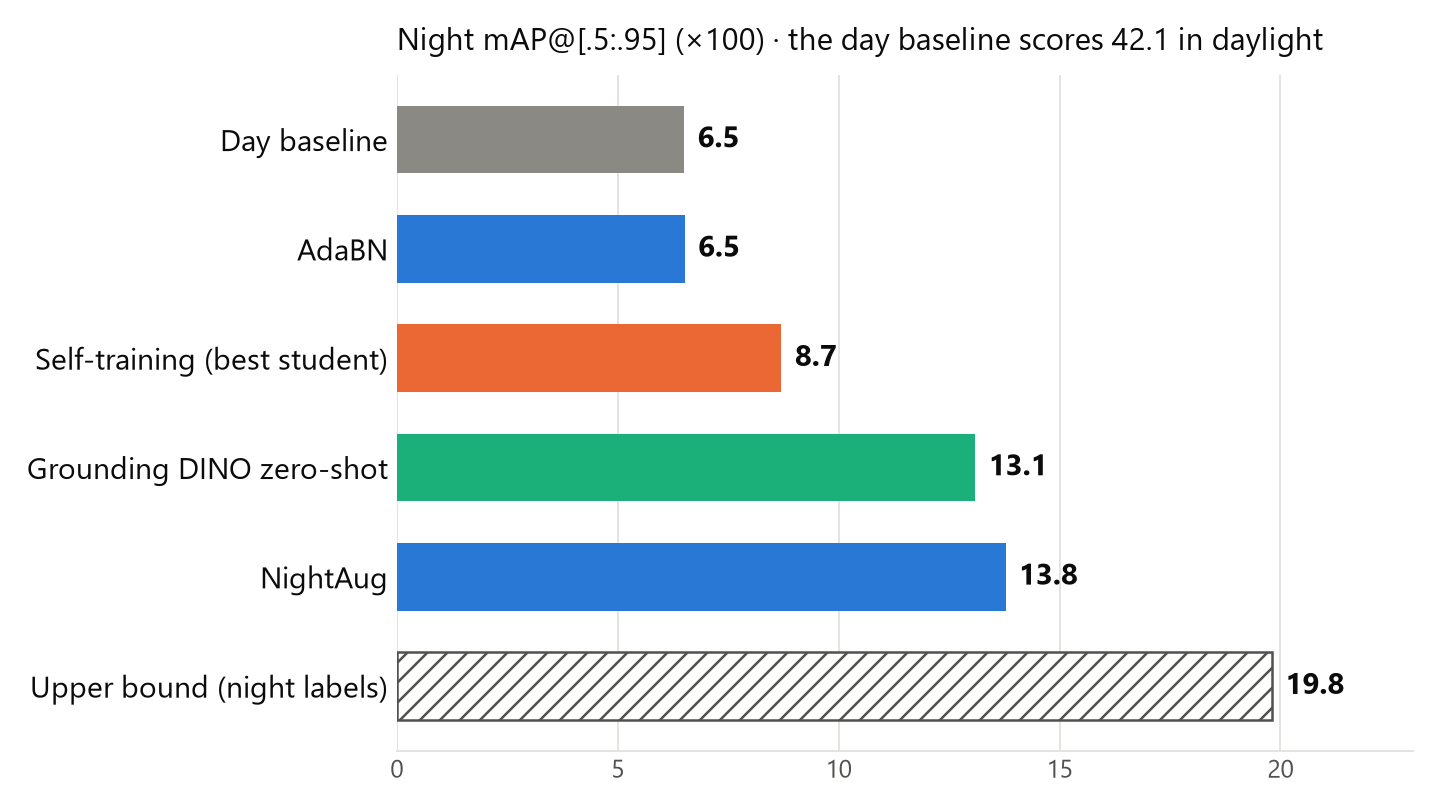 Night mAP@[.5:.95] (×100) · the day baseline scores 42.1 in daylight
Day baseline 6.5
AdaBN 6.5
Self-training (best student) 8.7
Grounding DINO zero-shot 13.1
NightAug 13.8
Upper bound (night labels) 19.8
0 5 10 15 20